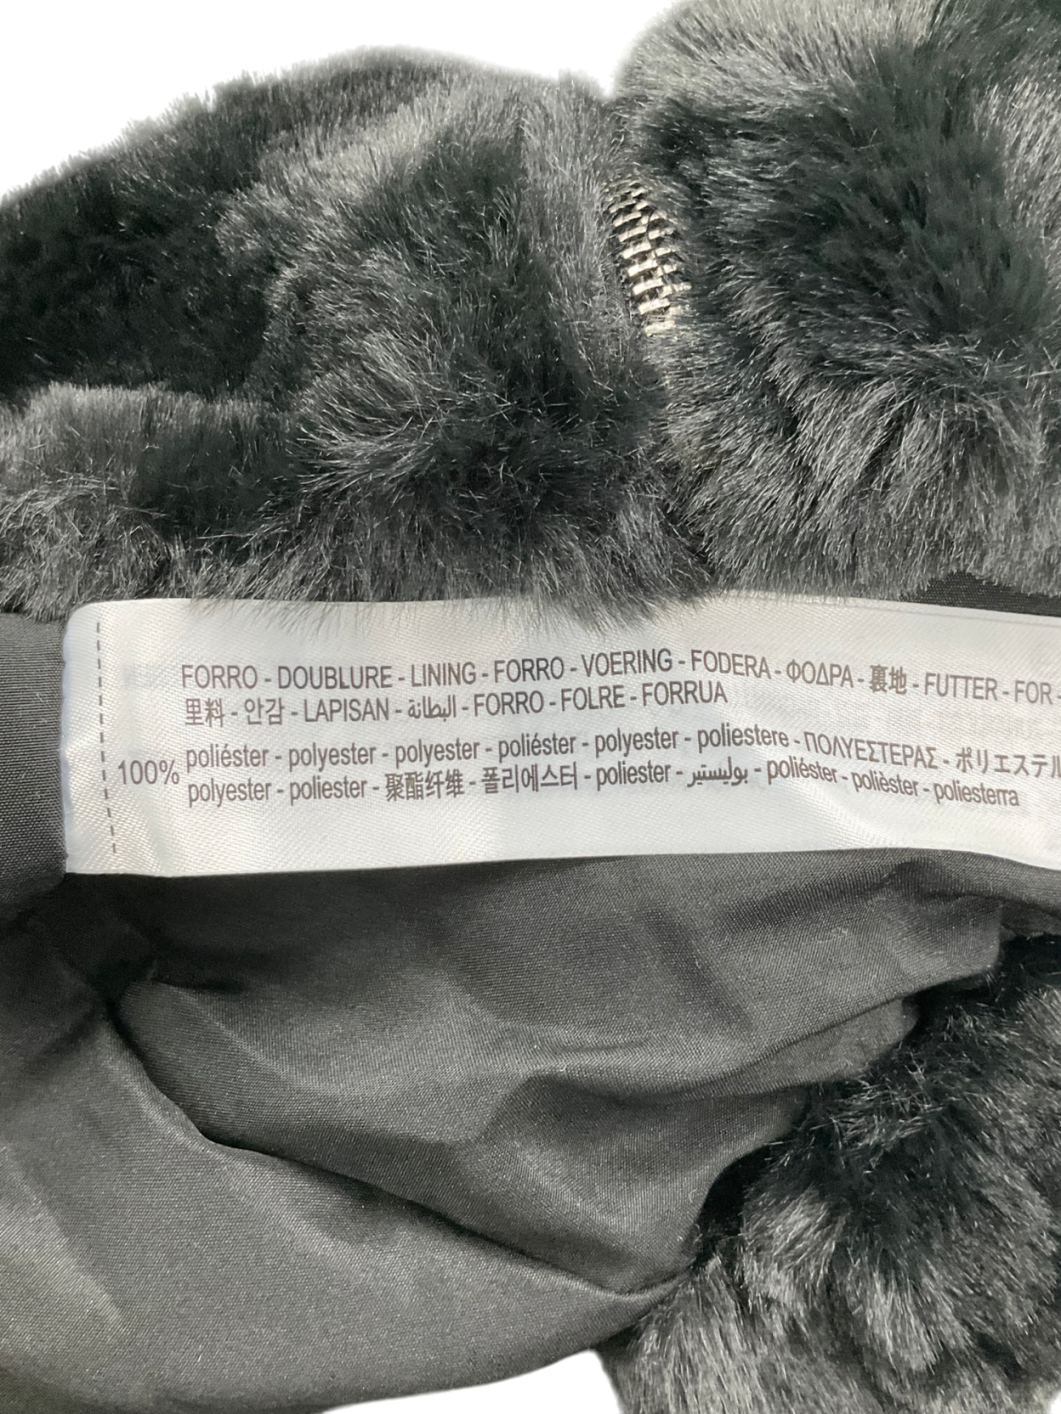 FORRO - DOUBLURE - LINING - FORRO - VOERING - FODERA - ΦΟΔΡΑ - 裏地 - FUTTER - FOR
里料 - 안감 - LAPISAN - البطانة - FORRO - FOLRE - FORRUA
poliéster - polyester - polyester - poliéster - polyester - poliestere - ΠΟΛΥΕΣΤΕΡΑΣ - ポリエステル
100%
polyester - poliester - 聚酯纤维 - 폴리에스터 - poliester - بوليستير - poliéster - polièster - poliesterra